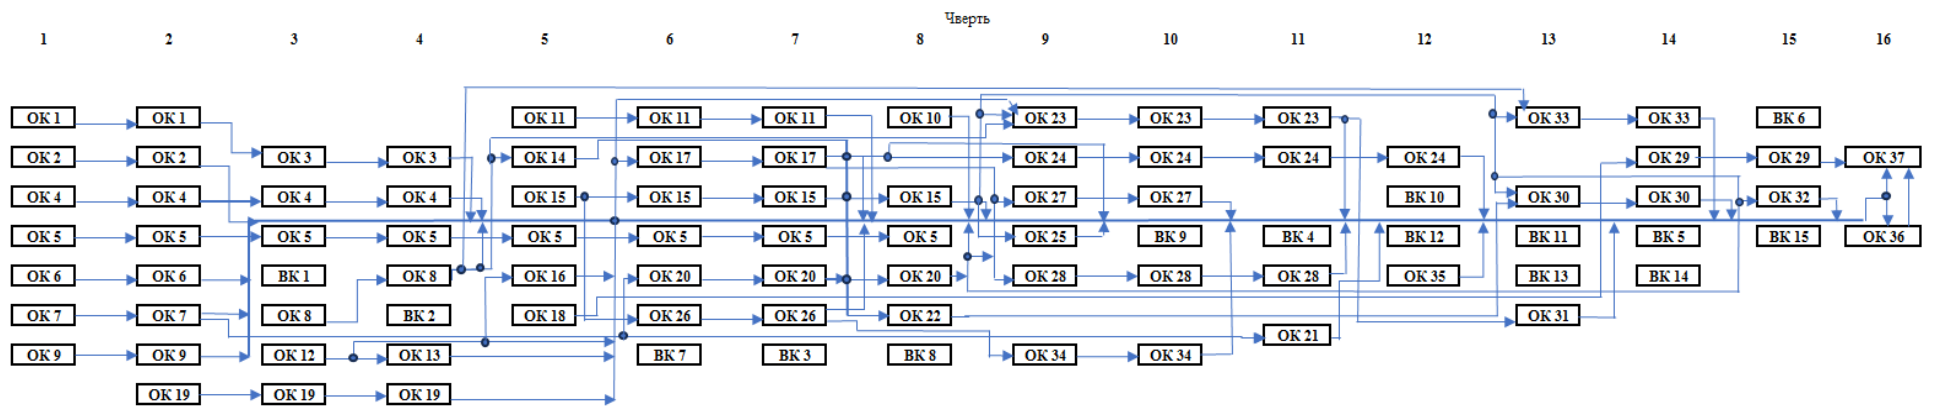 Чверть
1 2 3 4 5 6 7 8 9 10 11 12 13 14 15 16
ОК 1 ОК 1 ОК 11 ОК 11 ОК 11 ОК 10 ОК 23 ОК 23 ОК 23 ОК 33 ОК 33 ВК 6
ОК 2 ОК 2 ОК 3 ОК 3 ОК 14 ОК 17 ОК 17 ОК 24 ОК 24 ОК 24 ОК 24 ОК 29 ОК 29 ОК 37
ОК 4 ОК 4 ОК 4 ОК 4 ОК 15 ОК 15 ОК 15 ОК 15 ОК 27 ОК 27 ВК 10 ОК 30 ОК 30 ОК 32
ОК 5 ОК 5 ОК 5 ОК 5 ОК 5 ОК 5 ОК 5 ОК 5 ОК 25 ВК 9 ВК 4 ВК 12 ВК 11 ВК 5 ВК 15 ОК 36
ОК 6 ОК 6 ВК 1 ОК 8 ОК 16 ОК 20 ОК 20 ОК 20 ОК 28 ОК 28 ОК 28 ОК 35 ВК 13 ВК 14
ОК 7 ОК 7 ОК 8 ВК 2 ОК 18 ОК 26 ОК 26 ОК 22 ОК 31
ОК 21
ОК 9 ОК 9 ОК 12 ОК 13 ВК 7 ВК 3 ВК 8 ОК 34 ОК 34
ОК 19 ОК 19 ОК 19